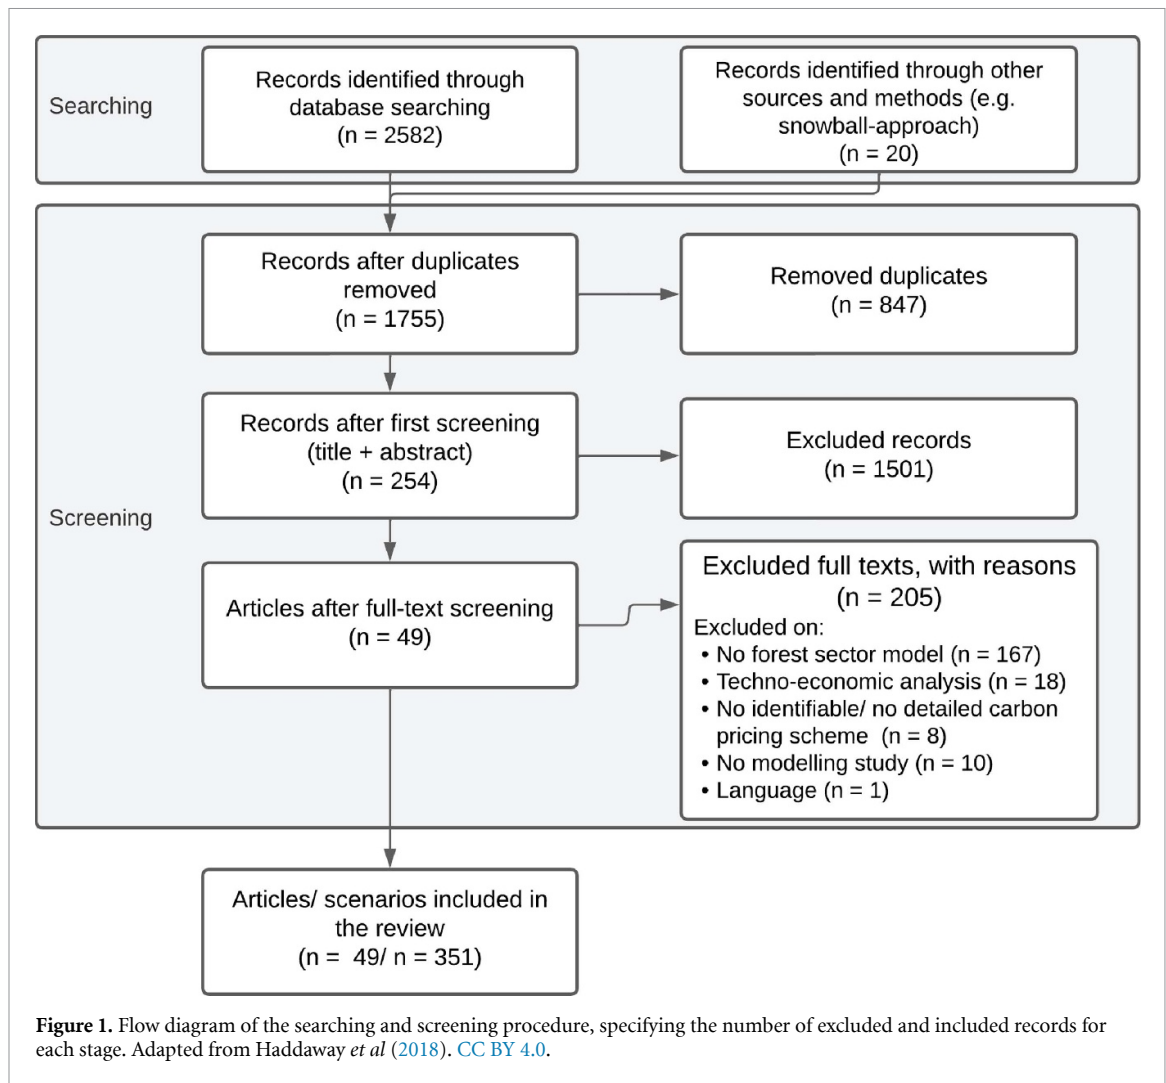 Searching
Records identified through
database searching
(n = 2582)
Records identified through other
sources and methods (e.g.
snowball-approach)
(n = 20)
Screening
Records after duplicates
removed
(n = 1755)
Removed duplicates
(n = 847)
Records after first screening
(title + abstract)
(n = 254)
Excluded records
(n = 1501)
Articles after full-text screening
(n = 49)
Excluded full texts, with reasons
(n = 205)
Excluded on:
• No forest sector model (n = 167)
• Techno-economic analysis (n = 18)
• No identifiable/ no detailed carbon
pricing scheme (n = 8)
• No modelling study (n = 10)
• Language (n = 1)
Articles/ scenarios included in
the review
(n = 49/ n = 351)
Figure 1. Flow diagram of the searching and screening procedure, specifying the number of excluded and included records for
each stage. Adapted from Haddaway et al (2018). CC BY 4.0.